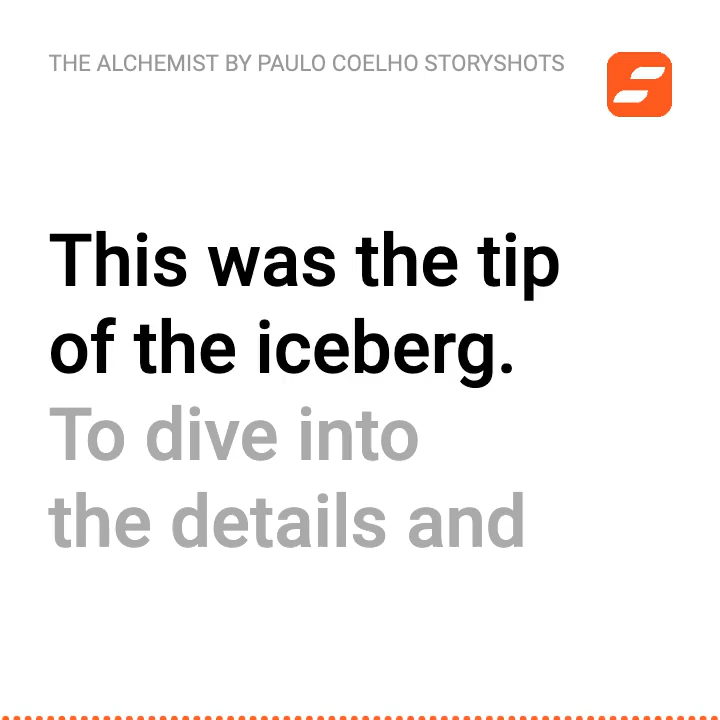 THE ALCHEMIST BY PAULO COELHO STORYSHOTS
This was the tip
of the iceberg.
To dive into
the details and